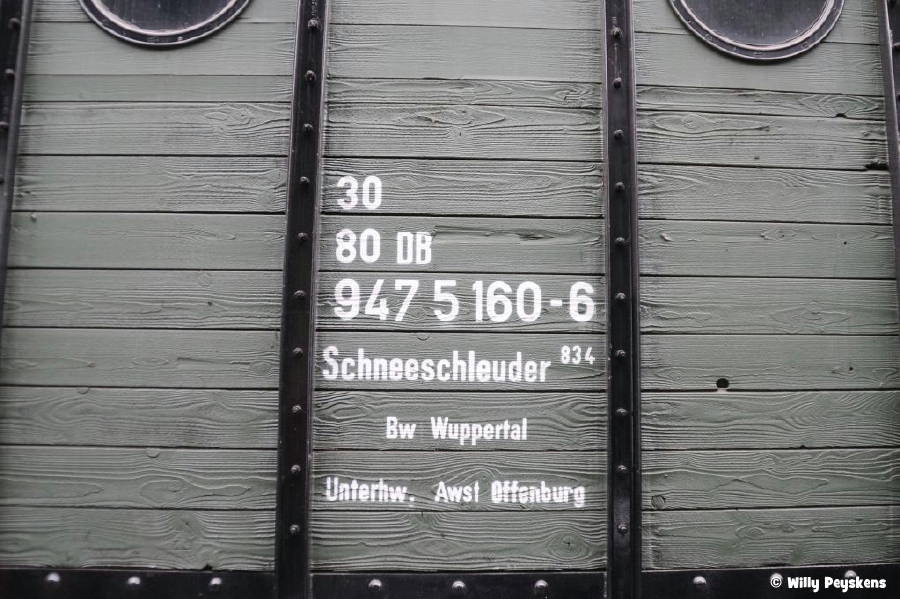 30
80 DB
947 5 160-6
Schneeschleuder 834
Bw Wuppertal
Unterhw. Awst Offenburg
© Willy Peyskens